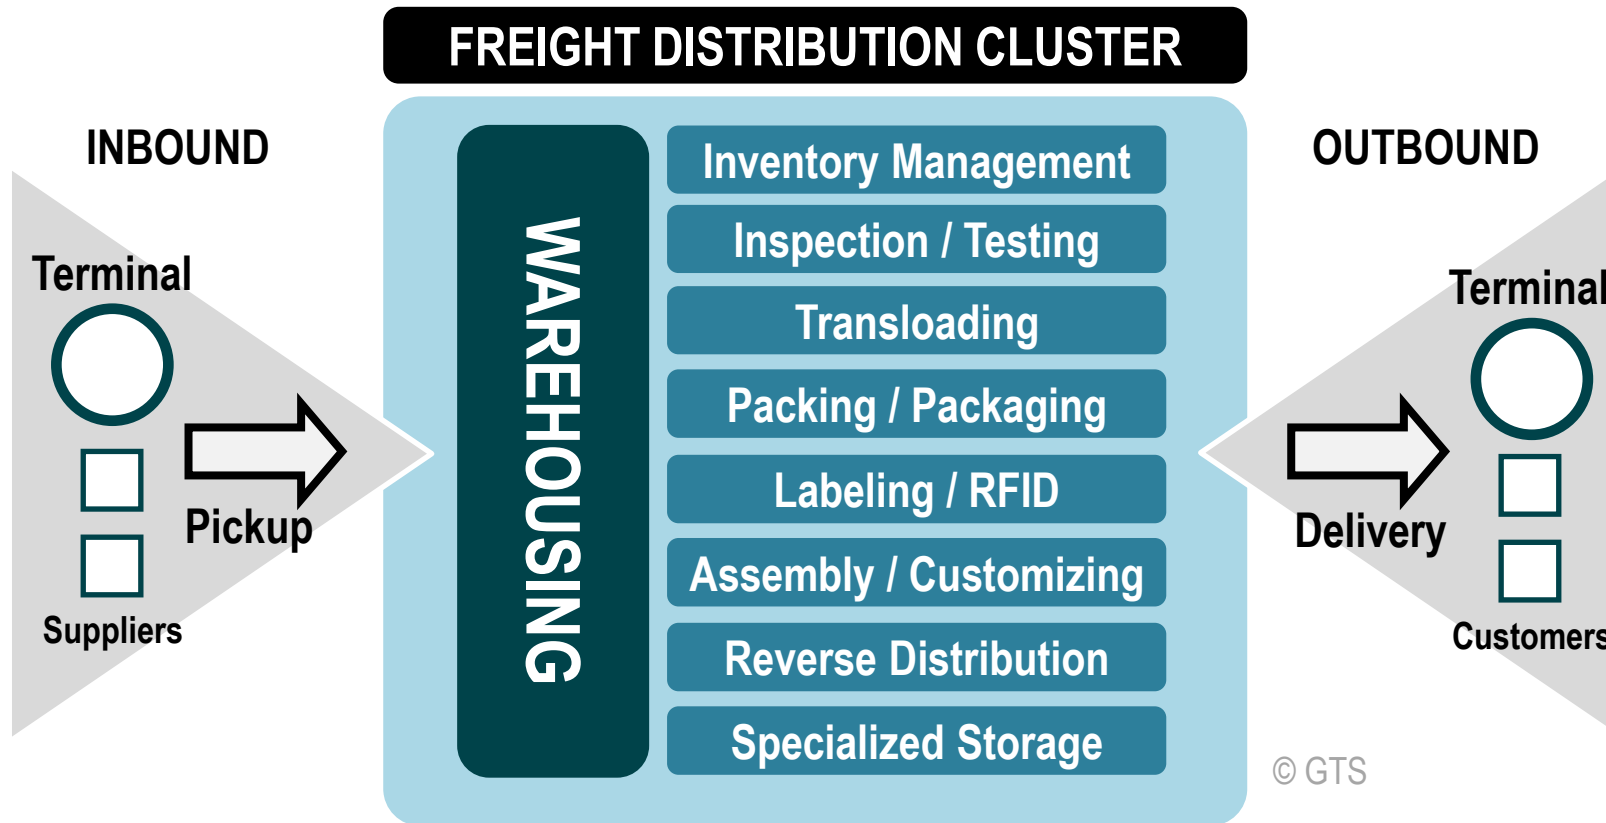 FREIGHT DISTRIBUTION CLUSTER
INBOUND
Terminal
Pickup
Suppliers
WAREHOUSING
Inventory Management
Inspection / Testing
Transloading
Packing / Packaging
Labeling / RFID
Assembly / Customizing
Reverse Distribution
Specialized Storage
OUTBOUND
Terminal
Delivery
Customers
© GTS